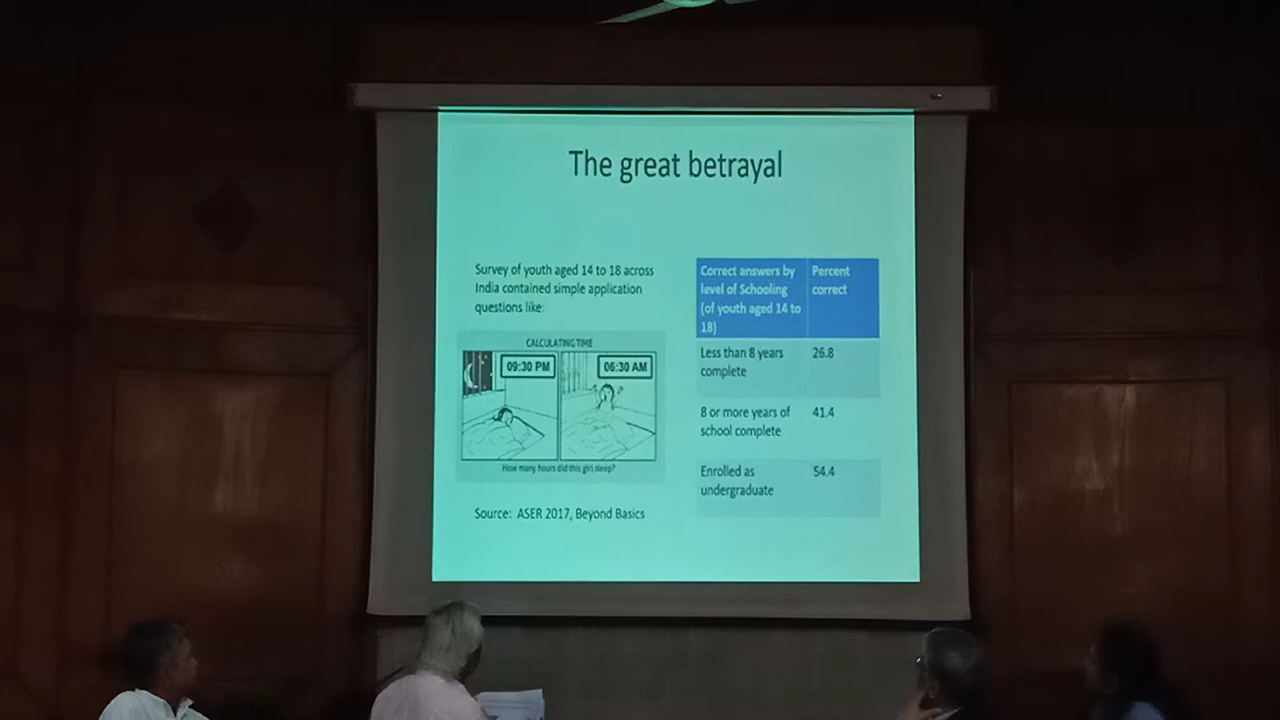 The great betrayal
Survey of youth aged 14 to 18 across
India contained simple application
questions like:
CALCULATING TIME
09:30 PM
06:30 AM
How many hours did this girl sleep?
Source: ASER 2017, Beyond Basics
Correct answers by
level of Schooling
(of youth aged 14 to
18)
Percent
correct
Less than 8 years
complete
26.8
8 or more years of
school complete
41.4
Enrolled as
undergraduate
54.4